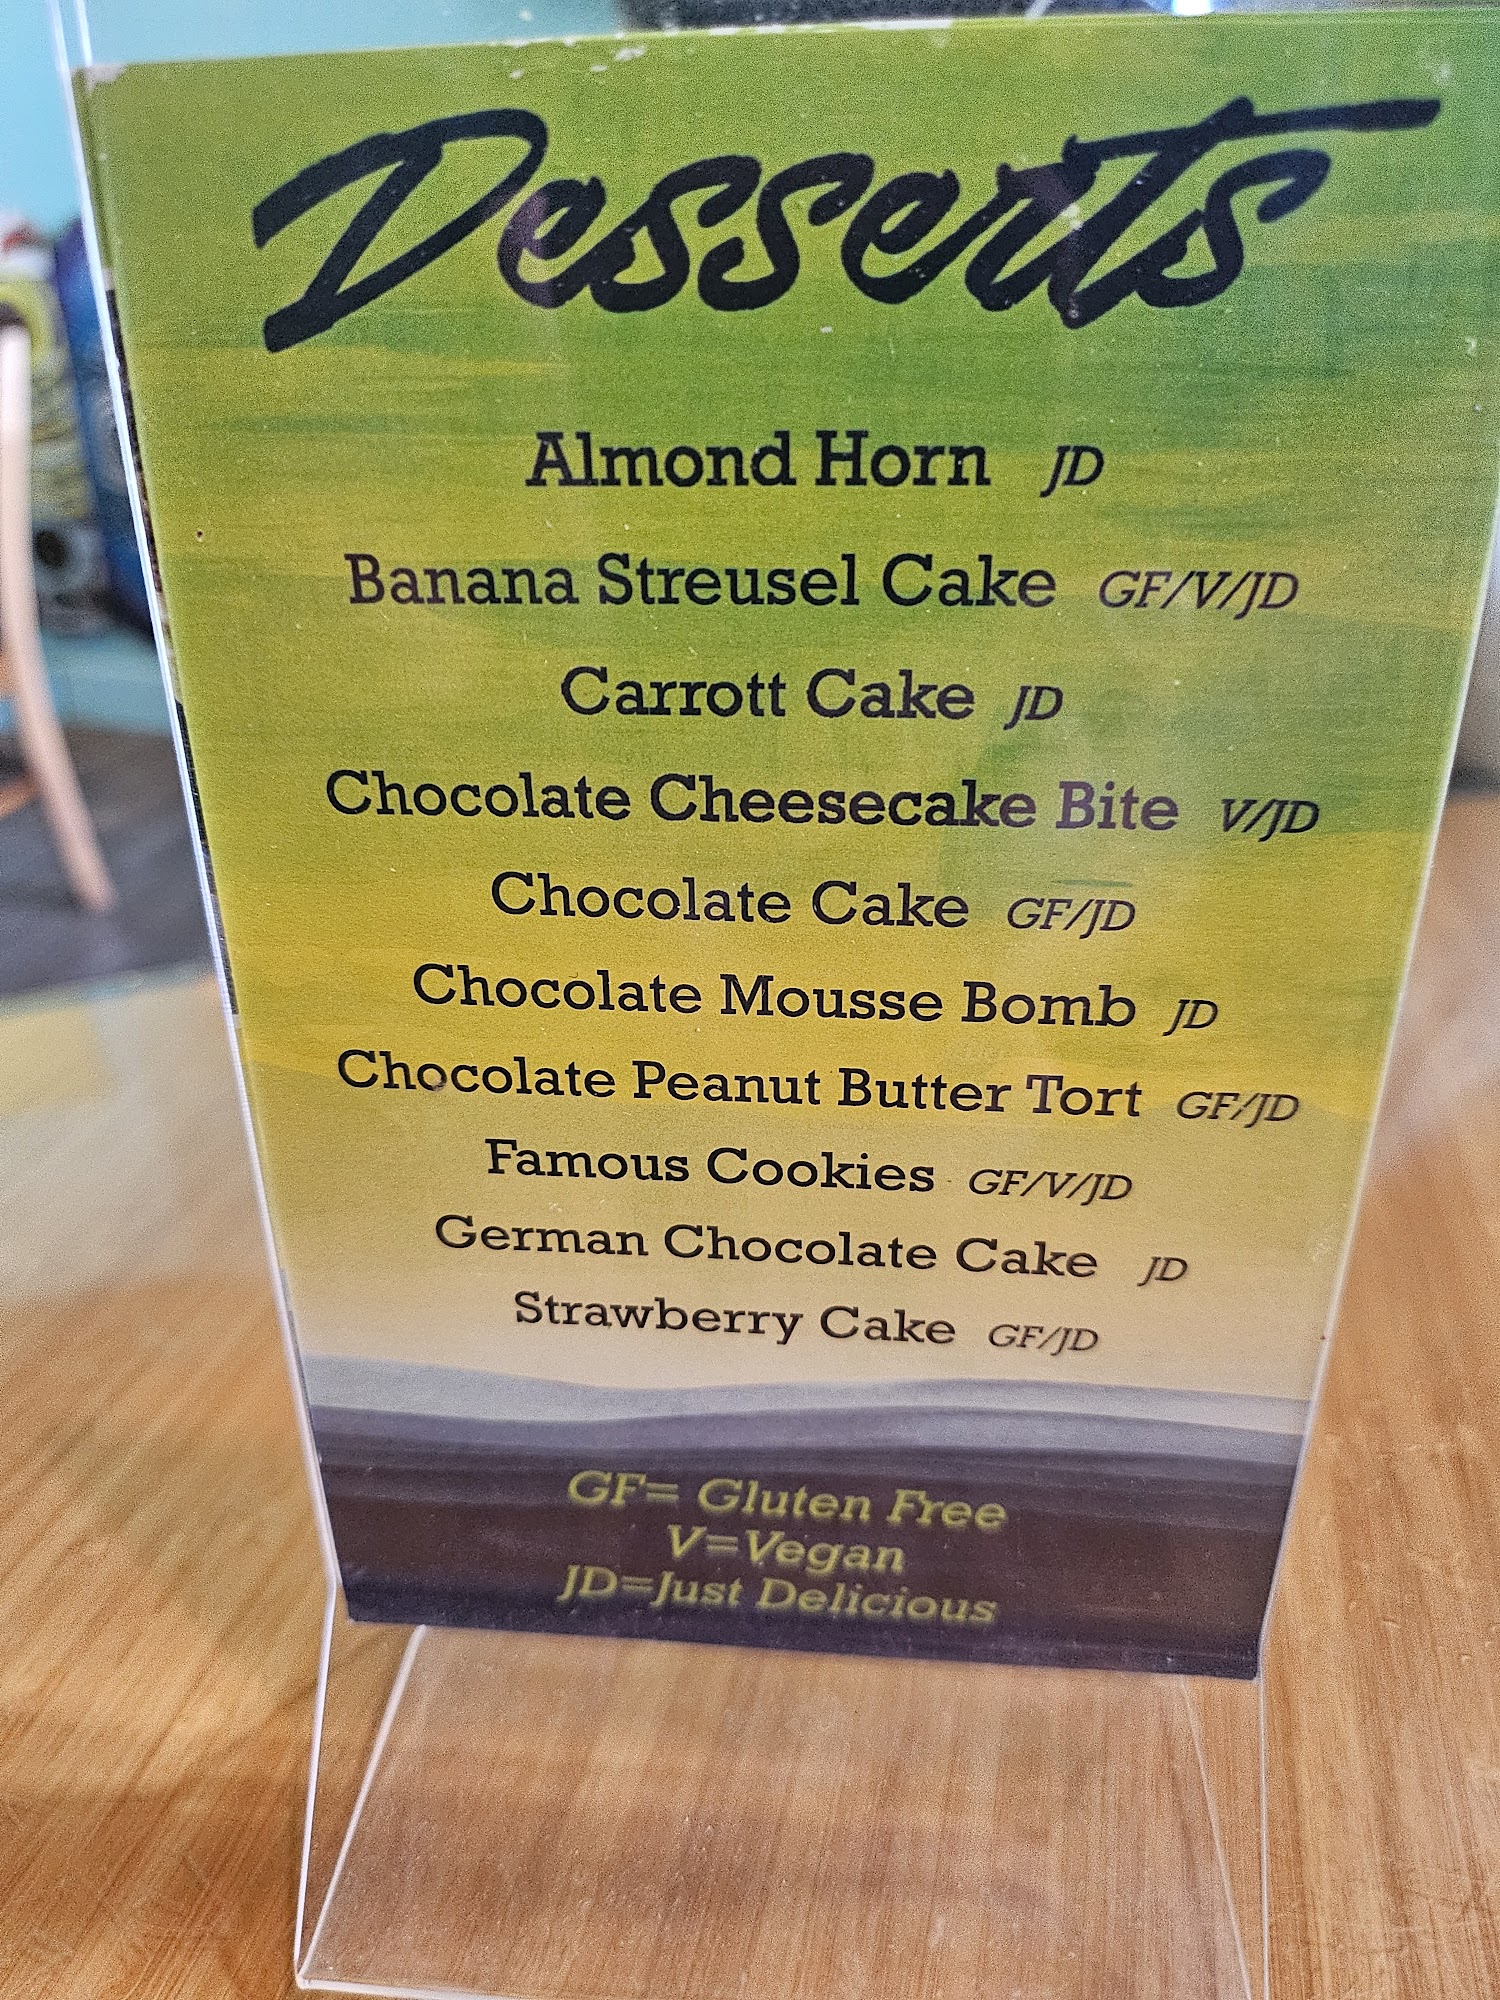 Desserts
Almond Horn JD
Banana Streusel Cake GF/V/JD
Carrott Cake JD
Chocolate Cheesecake Bite V/JD
Chocolate Cake GF/JD
Chocolate Mousse Bomb JD
Chocolate Peanut Butter Tort GF/JD
Famous Cookies GF/V/JD
German Chocolate Cake JD
Strawberry Cake GF/JD
GF= Gluten Free
V=Vegan
JD=Just Delicious